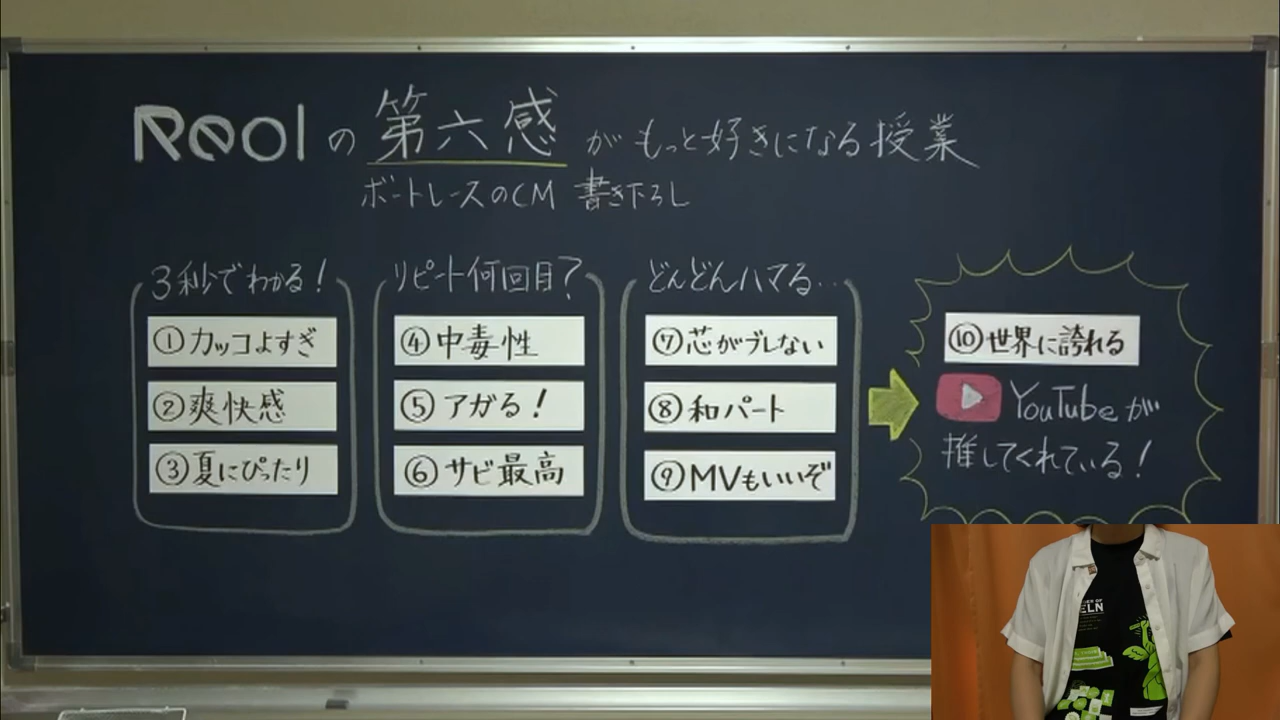 Reolの第六感がもっと好きになる授業
ボートレースのCM 書き下ろし
3秒でわかる!
①カッコよすぎ
②爽快感
③夏にぴったり
リピート何回目?
④中毒性
⑤アガる!
⑥サビ最高
どんどんハマる...
⑦芯がブレない
⑧和パート
⑨MVもいいぞ
⑩世界に誇れる
YouTubeが
推してくれている!
ELN